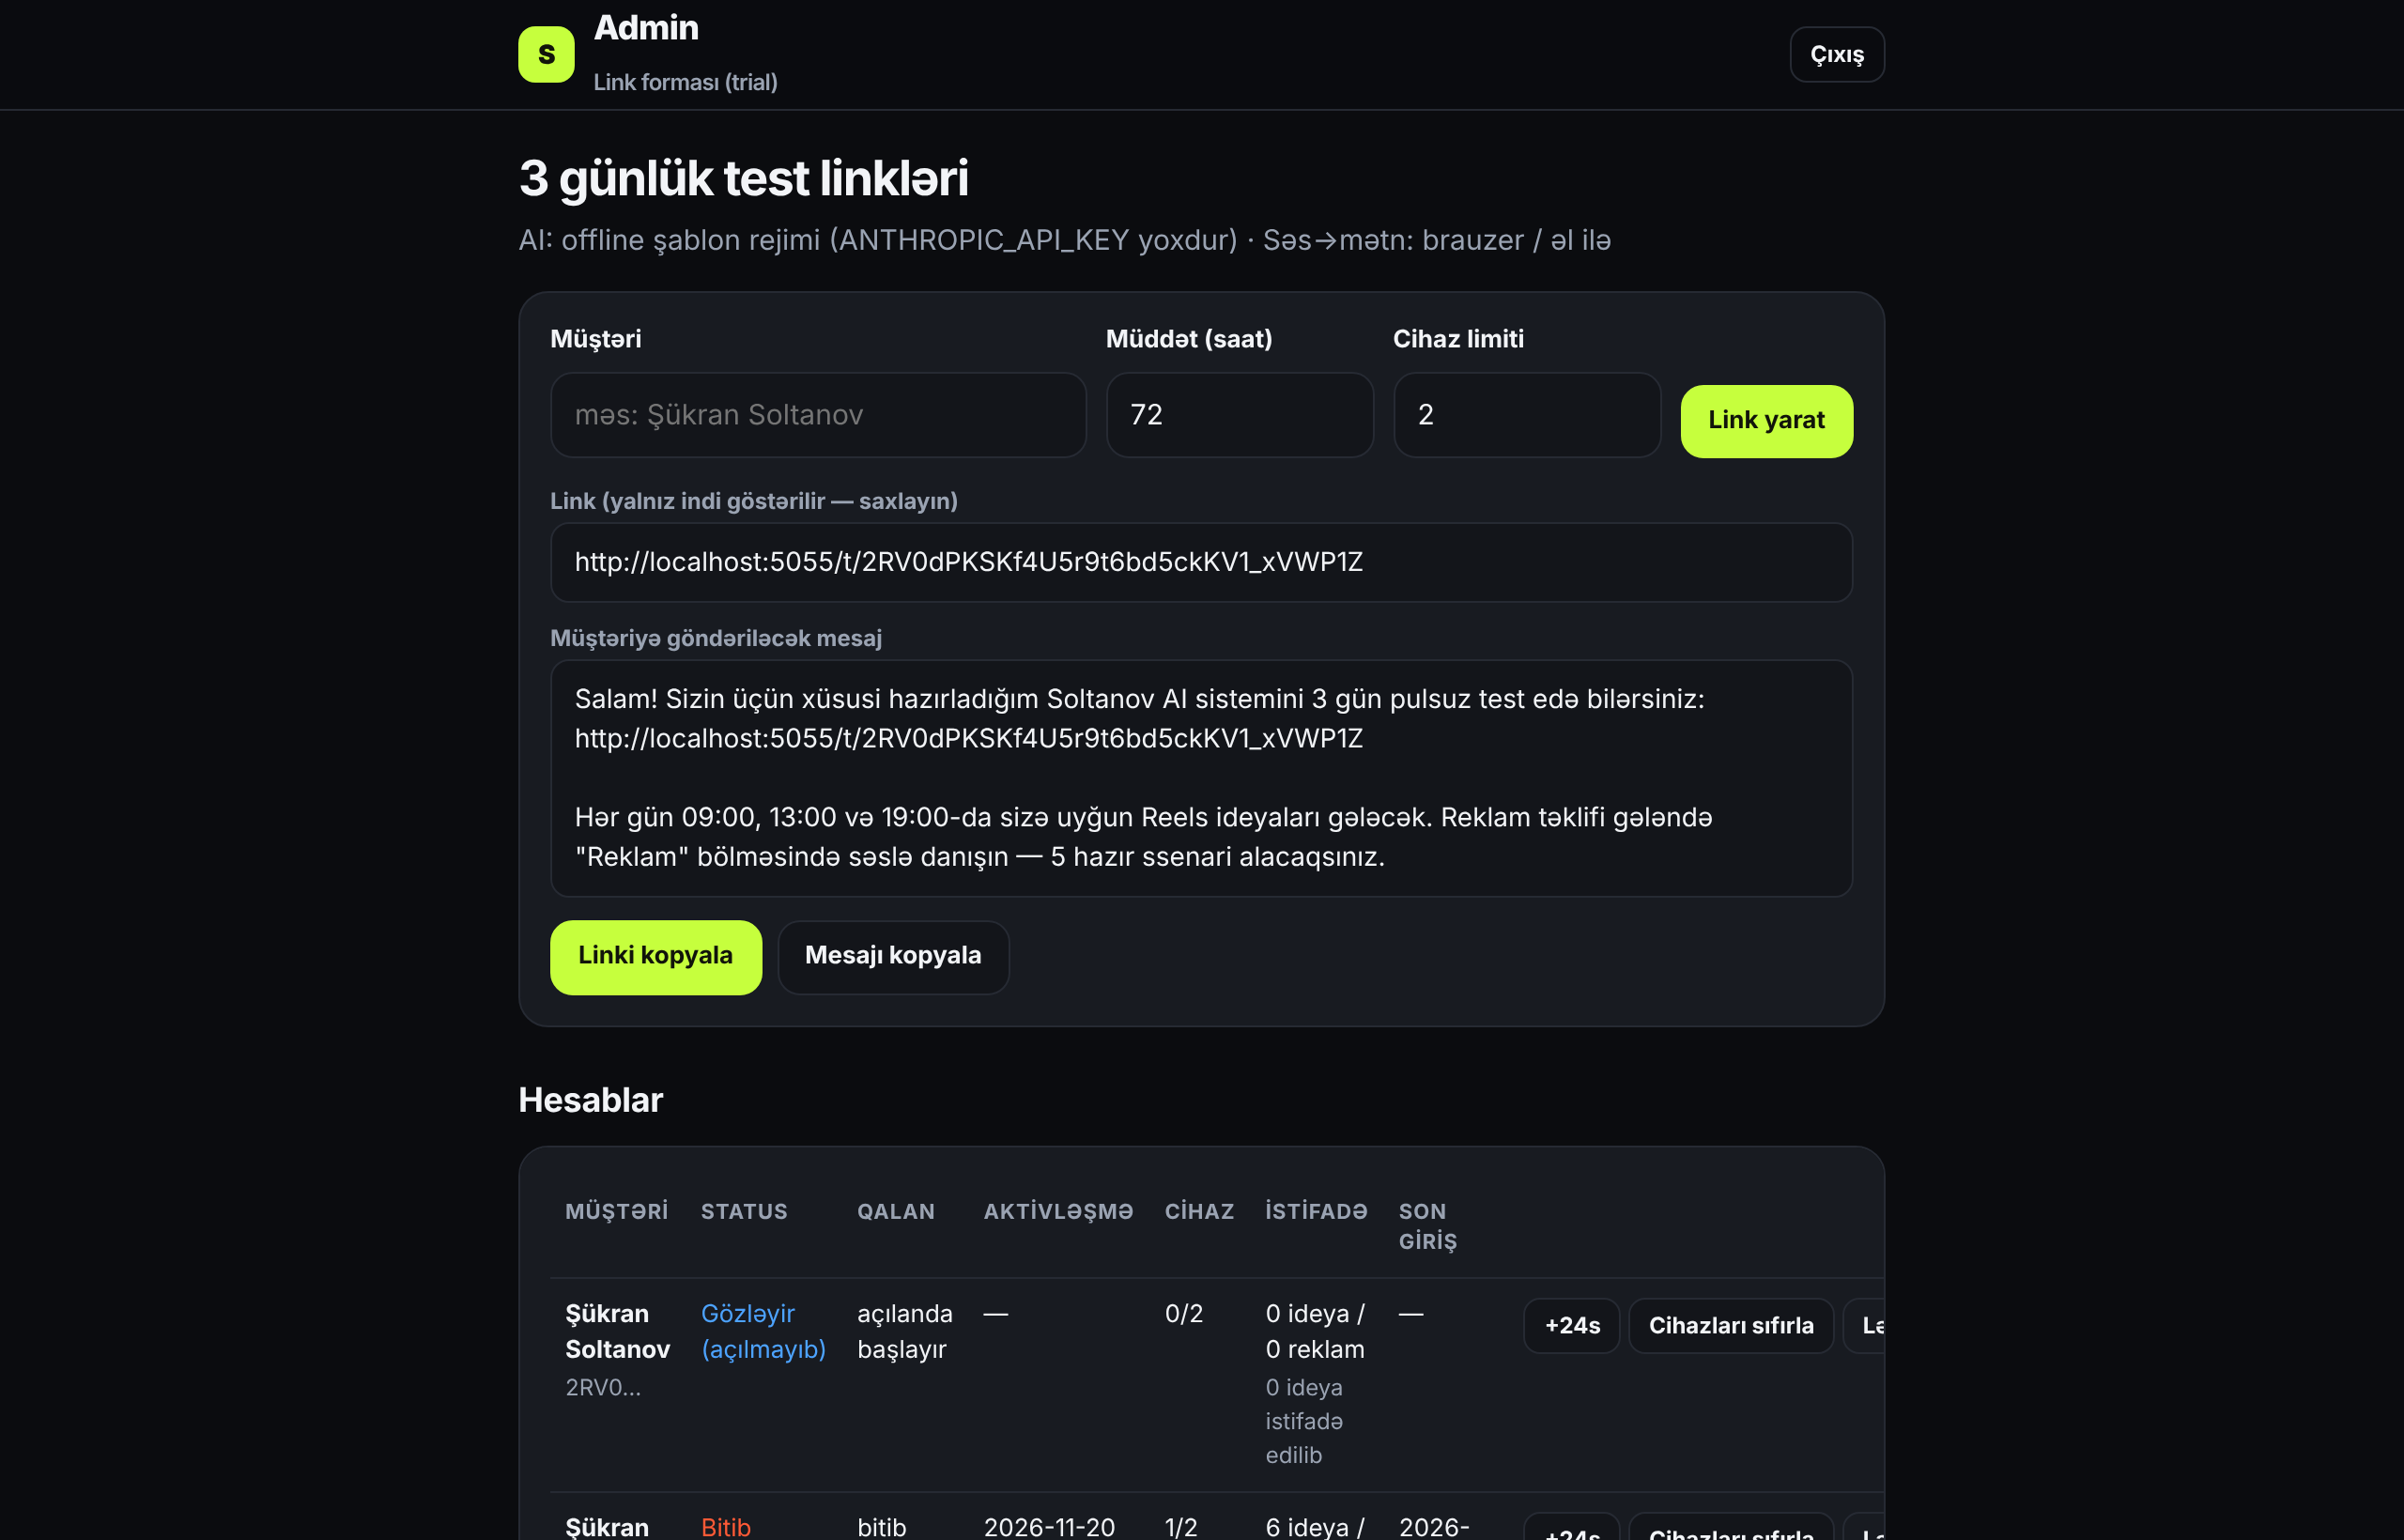 S
Admin
Link forması (trial)
Çıxış
3 günlük test linkləri
AI: offline şablon rejimi (ANTHROPIC_API_KEY yoxdur) · Səs→mətn: brauzer / əl ilə
Müştəri
Müddət (saat)
Cihaz limiti
məs: Şükran Soltanov
72
2
Link yarat
Link (yalnız indi göstərilir — saxlayın)
http://localhost:5055/t/2RV0dPKSKf4U5r9t6bd5ckKV1_xVWP1Z
Müştəriyə göndəriləcək mesaj
Salam! Sizin üçün xüsusi hazırladığım Soltanov AI sistemini 3 gün pulsuz test edə bilərsiniz:
http://localhost:5055/t/2RV0dPKSKf4U5r9t6bd5ckKV1_xVWP1Z
Hər gün 09:00, 13:00 və 19:00-da sizə uyğun Reels ideyaları gələcək. Reklam təklifi gələndə
"Reklam" bölməsində səslə danışın — 5 hazır ssenari alacaqsınız.
Linki kopyala
Mesajı kopyala
Hesablar
MÜŞTƏRİ STATUS QALAN AKTİVLƏŞMƏ CİHAZ İSTİFADƏ SON
GİRİŞ
Şükran Gözləyir açılanda — 0/2 0 ideya / —
Soltanov (açılmayıb) başlayır 0 reklam
2RV0… 0 ideya
istifadə
edilib
+24s Cihazları sıfırla
Şükran Bitib bitib 2026-11-20 1/2 6 ideya / 2026-
+24s Cihazları sıfırla